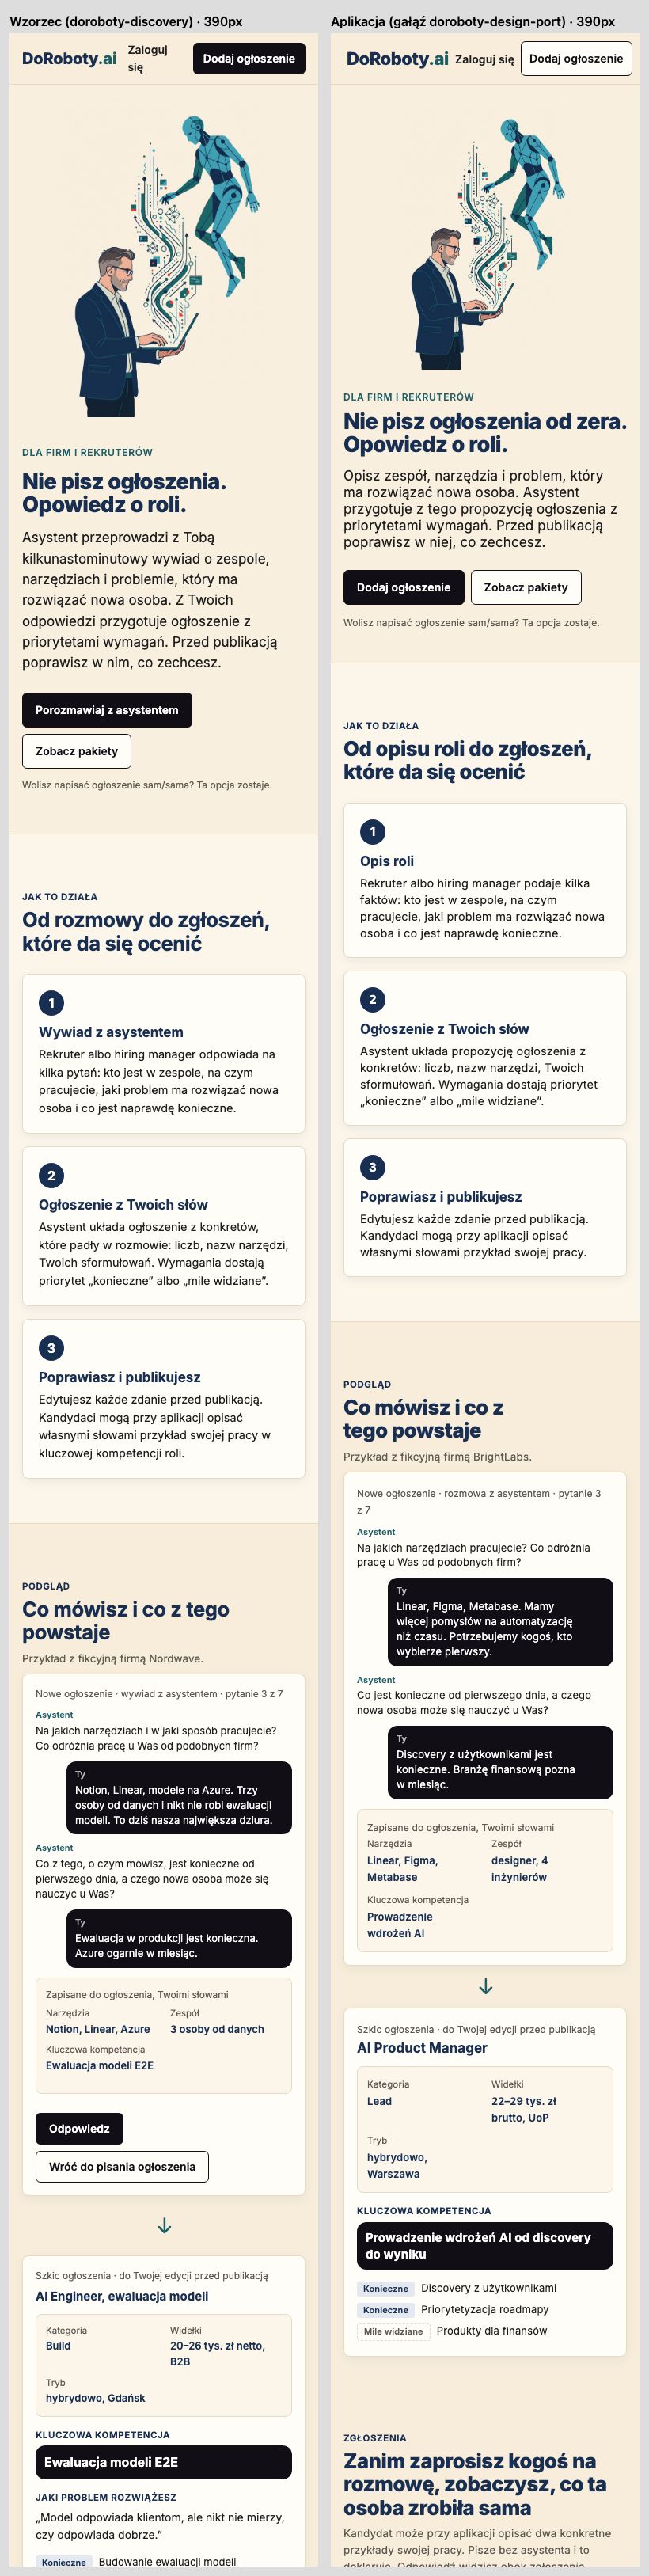 Wzorzec (doroboty-discovery) · 390px
DoRoboty.ai
Zaloguj
się
Dodaj ogłoszenie
DLA FIRM I REKRUTERÓW
Nie pisz ogłoszenia.
Opowiedz o roli.
Asystent przeprowadzi z Tobą
kilkunastominutowy wywiad o zespole,
narzędziach i problemie, który ma
rozwiązać nowa osoba. Z Twoich
odpowiedzi przygotuje ogłoszenie z
priorytetami wymagań. Przed publikacją
poprawisz w nim, co zechcesz.
Porozmawiaj z asystentem
Zobacz pakiety
Wolisz napisać ogłoszenie sam/sama? Ta opcja zostaje.
JAK TO DZIAŁA
Od rozmowy do zgłoszeń,
które da się ocenić
1
Wywiad z asystentem
Rekruter albo hiring manager odpowiada na
kilka pytań: kto jest w zespole, na czym
pracujecie, jaki problem ma rozwiązać nowa
osoba i co jest naprawdę konieczne.
2
Ogłoszenie z Twoich słów
Asystent układa ogłoszenie z konkretów,
które padły w rozmowie: liczb, nazw narzędzi,
Twoich sformułowań. Wymagania dostają
priorytet „konieczne” albo „mile widziane”.
3
Poprawiasz i publikujesz
Edytujesz każde zdanie przed publikacją.
Kandydaci mogą przy aplikacji opisać
własnymi słowami przykład swojej pracy w
kluczowej kompetencji roli.
PODGLĄD
Co mówisz i co z tego
powstaje
Przykład z fikcyjną firmą Nordwave.
Nowe ogłoszenie · wywiad z asystentem · pytanie 3 z 7
Asystent
Na jakich narzędziach i w jaki sposób pracujecie?
Co odróżnia pracę u Was od podobnych firm?
Ty
Notion, Linear, modele na Azure. Trzy
osoby od danych i nikt nie robi ewaluacji
modeli. To dziś nasza największa dziura.
Asystent
Co z tego, o czym mówisz, jest konieczne od
pierwszego dnia, a czego nowa osoba może się
nauczyć u Was?
Ty
Ewaluacja w produkcji jest konieczna.
Azure ogarnie w miesiąc.
Zapisane do ogłoszenia, Twoimi słowami
Narzędzia
Notion, Linear, Azure
Zespół
3 osoby od danych
Kluczowa kompetencja
Ewaluacja modeli E2E
Odpowiedz
Wróć do pisania ogłoszenia
Szkic ogłoszenia · do Twojej edycji przed publikacją
AI Engineer, ewaluacja modeli
Kategoria
Build
Widełki
20–26 tys. zł netto,
B2B
Tryb
hybrydowo, Gdańsk
KLUCZOWA KOMPETENCJA
Ewaluacja modeli E2E
JAKI PROBLEM ROZWIĄŻESZ
„Model odpowiada klientom, ale nikt nie mierzy,
czy odpowiada dobrze.”
Konieczne Budowanie ewaluacji modeli
Aplikacja (gałąź doroboty-design-port) · 390px
DoRoboty.ai
Zaloguj się
Dodaj ogłoszenie
DLA FIRM I REKRUTERÓW
Nie pisz ogłoszenia od zera.
Opowiedz o roli.
Opisz zespół, narzędzia i problem, który
ma rozwiązać nowa osoba. Asystent
przygotuje z tego propozycję ogłoszenia z
priorytetami wymagań. Przed publikacją
poprawisz w niej, co zechcesz.
Dodaj ogłoszenie
Zobacz pakiety
Wolisz napisać ogłoszenie sam/sama? Ta opcja zostaje.
JAK TO DZIAŁA
Od opisu roli do zgłoszeń,
które da się ocenić
1
Opis roli
Rekruter albo hiring manager podaje kilka
faktów: kto jest w zespole, na czym
pracujecie, jaki problem ma rozwiązać nowa
osoba i co jest naprawdę konieczne.
2
Ogłoszenie z Twoich słów
Asystent układa propozycję ogłoszenia z
konkretów: liczb, nazw narzędzi, Twoich
sformułowań. Wymagania dostają priorytet
„konieczne” albo „mile widziane”.
3
Poprawiasz i publikujesz
Edytujesz każde zdanie przed publikacją.
Kandydaci mogą przy aplikacji opisać
własnymi słowami przykład swojej pracy.
PODGLĄD
Co mówisz i co z
tego powstaje
Przykład z fikcyjną firmą BrightLabs.
Nowe ogłoszenie · rozmowa z asystentem · pytanie 3
z 7
Asystent
Na jakich narzędziach pracujecie? Co odróżnia
pracę u Was od podobnych firm?
Ty
Linear, Figma, Metabase. Mamy
więcej pomysłów na automatyzację
niż czasu. Potrzebujemy kogoś, kto
wybierze pierwszy.
Asystent
Co jest konieczne od pierwszego dnia, a czego
nowa osoba może się nauczyć u Was?
Ty
Discovery z użytkownikami jest
konieczne. Branżę finansową pozna
w miesiąc.
Zapisane do ogłoszenia, Twoimi słowami
Narzędzia
Linear, Figma,
Metabase
Zespół
designer, 4
inżynierów
Kluczowa kompetencja
Prowadzenie
wdrożeń AI
Szkic ogłoszenia · do Twojej edycji przed publikacją
AI Product Manager
Kategoria
Lead
Widełki
22–29 tys. zł
brutto, UoP
Tryb
hybrydowo,
Warszawa
KLUCZOWA KOMPETENCJA
Prowadzenie wdrożeń AI od discovery
do wyniku
Konieczne Discovery z użytkownikami
Konieczne Priorytetyzacja roadmapy
Mile widziane Produkty dla finansów
ZGŁOSZENIA
Zanim zaprosisz kogoś na
rozmowę, zobaczysz, co ta
osoba zrobiła sama
Kandydat może przy aplikacji opisać dwa konkretne
przykłady swojej pracy. Pisze bez asystenta i to